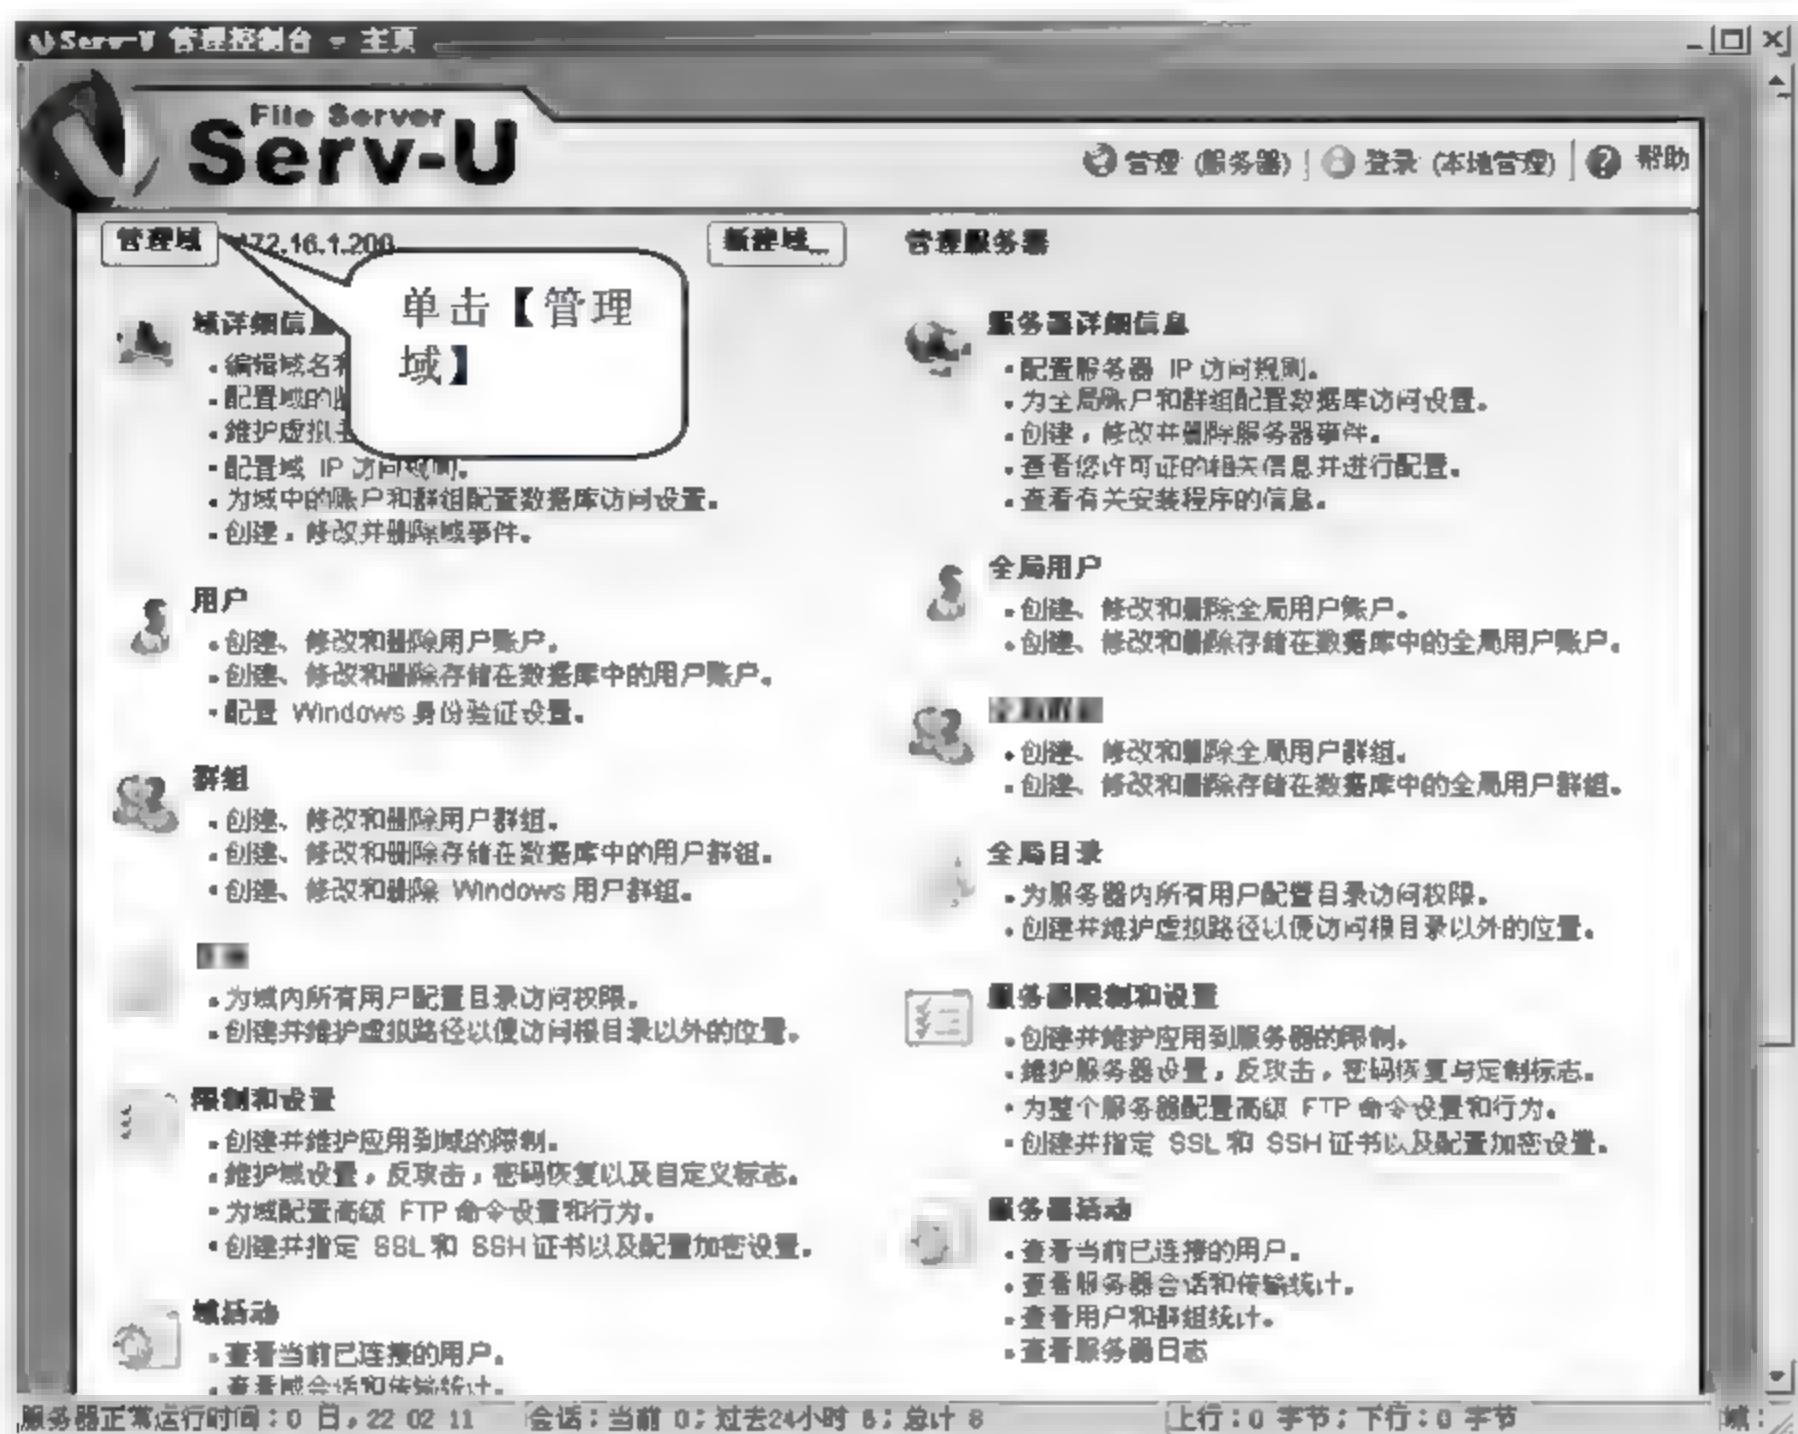 Serv-U 管理控制台 - 主页
File Server
Serv-U
管理 (服务器) | 登录 (本地管理) | 帮助
管理域 172.16.1.200
新建域...
单击【管理
域】
域详细信息
编辑域名和
配置域的
维护虚拟
配置域 IP 访问规则。
为域中的账户和群组配置数据库访问设置。
创建，修改并删除域事件。
用户
创建、修改和删除用户账户。
创建、修改和删除存储在数据库中的用户账户。
配置 Windows 身份验证设置。
群组
创建、修改和删除用户群组。
创建、修改和删除存储在数据库中的用户群组。
创建、修改和删除 Windows 用户群组。
为域内所有用户配置目录访问权限。
创建并维护虚拟路径以便访问根目录以外的位置。
限制和设置
创建并维护应用到域的限制。
维护域设置，反攻击，密码恢复以及自定义标志。
为域配置高级 FTP 命令设置和行为。
创建并指定 SSL 和 SSH 证书以及配置加密设置。
域活动
查看当前已连接的用户。
查看域会话和传输统计。
管理服务器
服务器详细信息
配置服务器 IP 访问规则。
为全局账户和群组配置数据库访问设置。
创建，修改并删除服务器事件。
查看您许可证的相关信息并进行配置。
查看有关安装程序的信息。
全局用户
创建、修改和删除全局用户账户。
创建、修改和删除存储在数据库中的全局用户账户。
全局群组
创建、修改和删除全局用户群组。
创建、修改和删除存储在数据库中的全局用户群组。
全局目录
为服务器内所有用户配置目录访问权限。
创建并维护虚拟路径以便访问根目录以外的位置。
服务器限制和设置
创建并维护应用到服务器的限制。
维护服务器设置，反攻击，密码恢复与定制标志。
为整个服务器配置高级 FTP 命令设置和行为。
创建并指定 SSL 和 SSH 证书以及配置加密设置。
服务器活动
查看当前已连接的用户。
查看服务器会话和传输统计。
查看用户和群组统计。
查看服务器日志
服务器正常运行时间：0 日，22 02 11
会话：当前 0；过去24小时 6；总计 8
上行：0 字节；下行：0 字节
域：